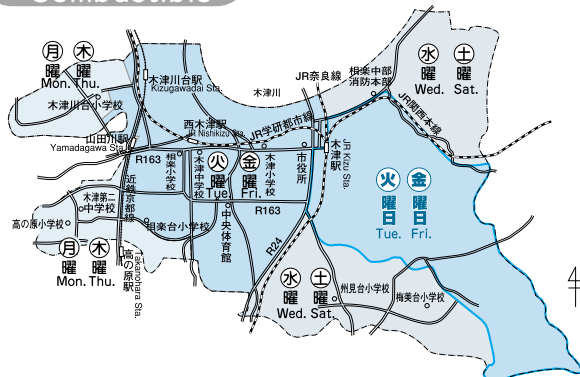 Combustible
月曜 木曜
Mon. Thu.
木津川台駅
Kizugawadai Sta.
木津川
JR奈良線
相楽中部
消防本部
水曜 土曜
Wed. Sat.
木津川台小学校
西木津駅
JR Nishikizu Sta.
JR学研都市線
JR関西本線
山田川駅
Yamadagawa Sta.
R163
相楽小学校
木津中学校
火曜 金曜
Tue. Fri.
木津小学校
市役所
木津駅
JR Kizu Sta.
火曜日 金曜日
Tue. Fri.
近鉄京都線
木津第二
中学校
高の原小学校
相楽台小学校
中央体育館
R163
R24
月曜 木曜
Mon. Thu.
高の原駅
Takanohara Sta.
水曜 土曜
Wed. Sat.
州見台小学校
梅美台小学校